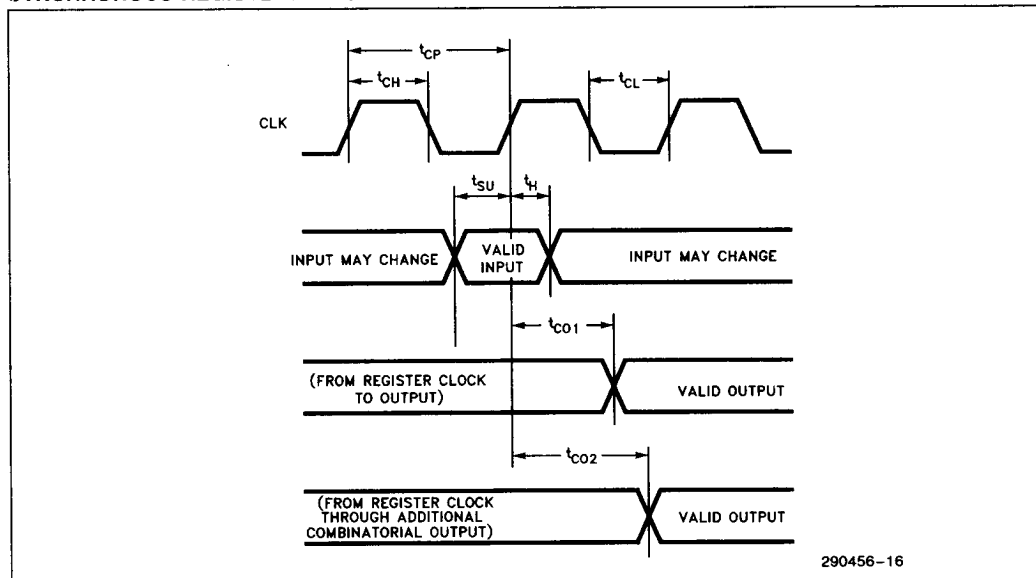 tCP
tCH
tCL
CLK
tSU
tH
INPUT MAY CHANGE
VALID
INPUT
INPUT MAY CHANGE
tCO1
(FROM REGISTER CLOCK
TO OUTPUT)
VALID OUTPUT
tCO2
(FROM REGISTER CLOCK
THROUGH ADDITIONAL
COMBINATORIAL OUTPUT)
VALID OUTPUT
290456-16